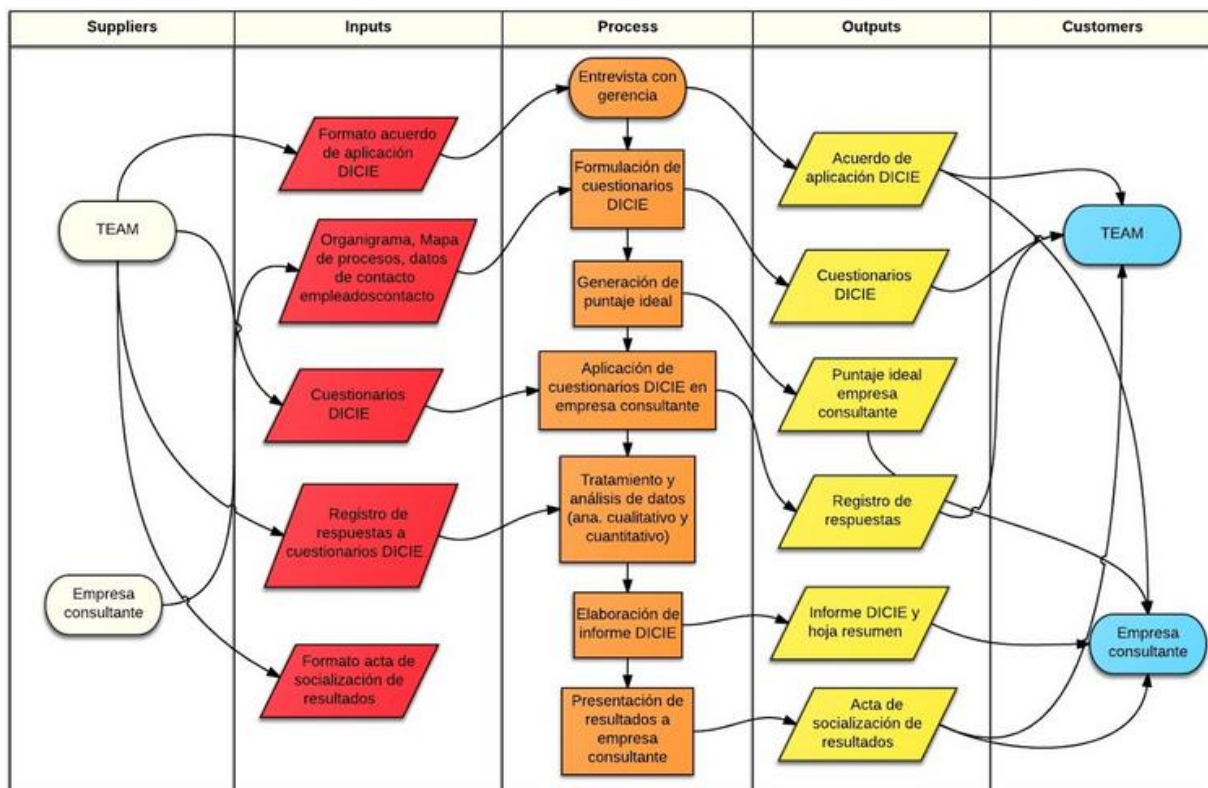 Suppliers
Inputs
Process
Outputs
Customers
TEAM
Empresa
consultante
Formato acuerdo
de aplicación
DICIE
Organigrama, Mapa
de procesos, datos
de contacto
empleadoscontacto
Cuestionarios
DICIE
Registro de
respuestas a
cuestionarios DICIE
Formato acta de
socialización de
resultados
Entrevista con
gerencia
Formulación de
cuestionarios
DICIE
Generación de
puntaje ideal
Aplicación de
cuestionarios DICIE en
empresa consultante
Tratamiento y
análisis de datos
(ana. cualitativo y
cuantitativo)
Elaboración de
informe DICIE
Presentación de
resultados a
empresa
consultante
Acuerdo de
aplicación DICIE
Cuestionarios
DICIE
Puntaje ideal
empresa
consultante
Registro de
respuestas
Informe DICIE y
hoja resumen
Acta de
socialización de
resultados
TEAM
Empresa
consultante